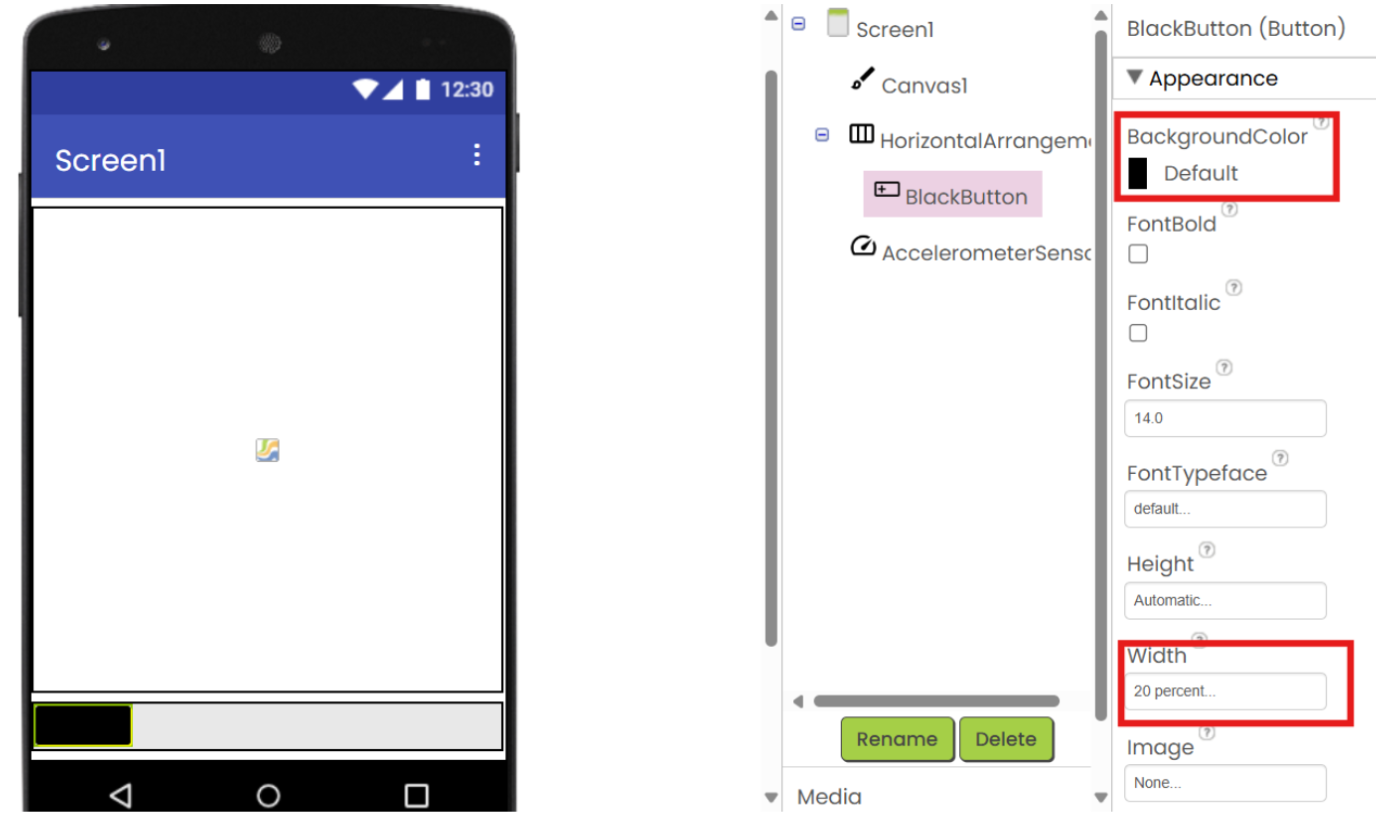 12:30
Screen1
Screen1
Canvas1
HorizontalArrangem
BlackButton
AccelerometerSensc
Rename
Delete
Media
BlackButton (Button)
Appearance
BackgroundColor ?
Default
FontBold ?
FontItalic ?
FontSize ?
14.0
FontTypeface ?
default...
Height ?
Automatic...
Width ?
20 percent...
Image ?
None...